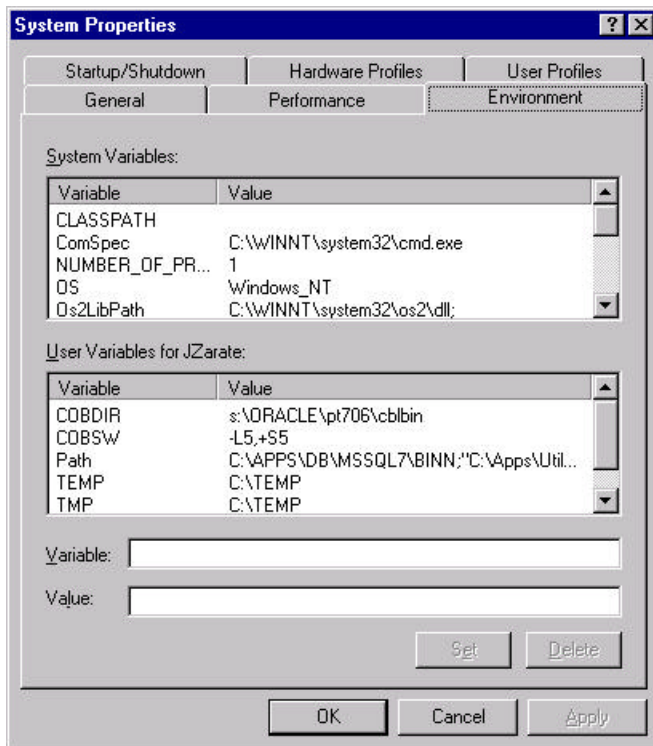 System Properties
Startup/Shutdown Hardware Profiles User Profiles
General Performance Environment
System Variables:
Variable Value
CLASSPATH
ComSpec C:\WINNT\system32\cmd.exe
NUMBER_OF_PR... 1
OS Windows_NT
Os2LibPath C:\WINNT\system32\os2\dll;
User Variables for JZarate:
Variable Value
COBDIR s:\ORACLE\pt706\cblbin
COBSW -L5,+S5
Path C:\APPS\DB\MSSQL7\BINN;"C:\Apps\Util...
TEMP C:\TEMP
TMP C:\TEMP
Variable:
Value:
Set Delete
OK Cancel Apply